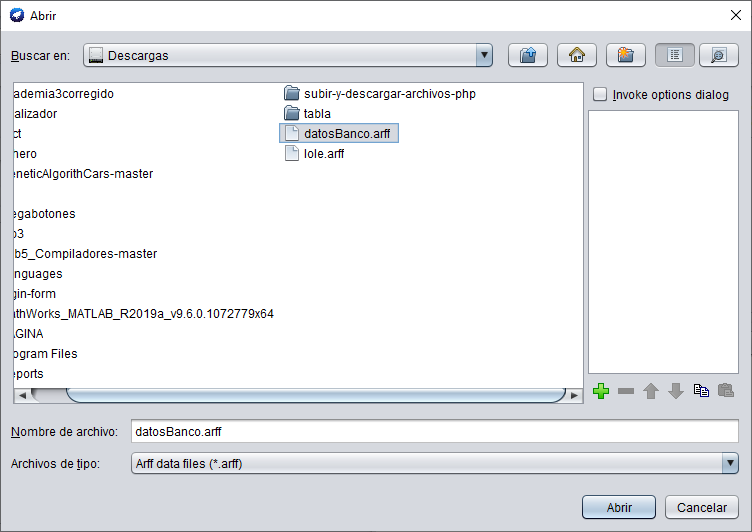 Abrir
Buscar en:
Descargas
Invoke options dialog
ademia3corregido
alizador
ct
nero
eneticAlgorithCars-master
egabotones
p3
b5_Compiladores-master
nguages
gin-form
athWorks_MATLAB_R2019a_v9.6.0.1072779x64
AGINA
ogram Files
eports
subir-y-descargar-archivos-php
tabla
datosBanco.arff
lole.arff
Nombre de archivo:
datosBanco.arff
Archivos de tipo:
Arff data files (*.arff)
Abrir
Cancelar